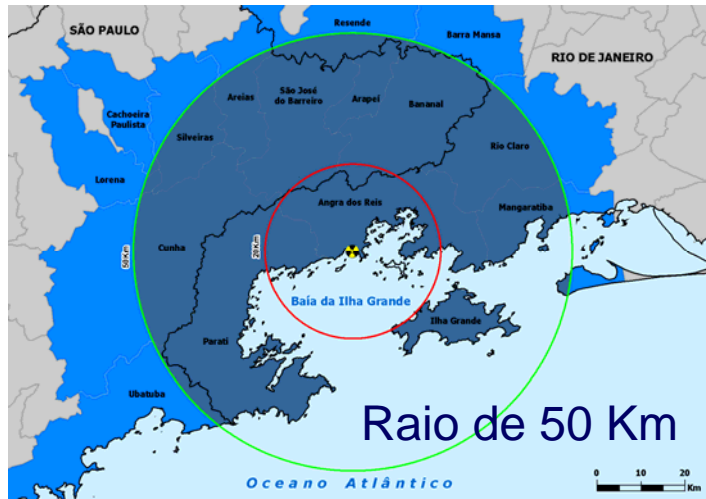 Resende
Barra Mansa
SÃO PAULO
RIO DE JANEIRO
Areias
São José
do Barreiro
Arapeí
Bananal
Cachoeira
Paulista
Silveiras
Rio Claro
Lorena
Angra dos Reis
Mangaratiba
Cunha
50Km
20Km
Baía da Ilha Grande
Ilha Grande
Parati
Ubatuba
Raio de 50 Km
Oceano Atlântico
0 10 20
Km